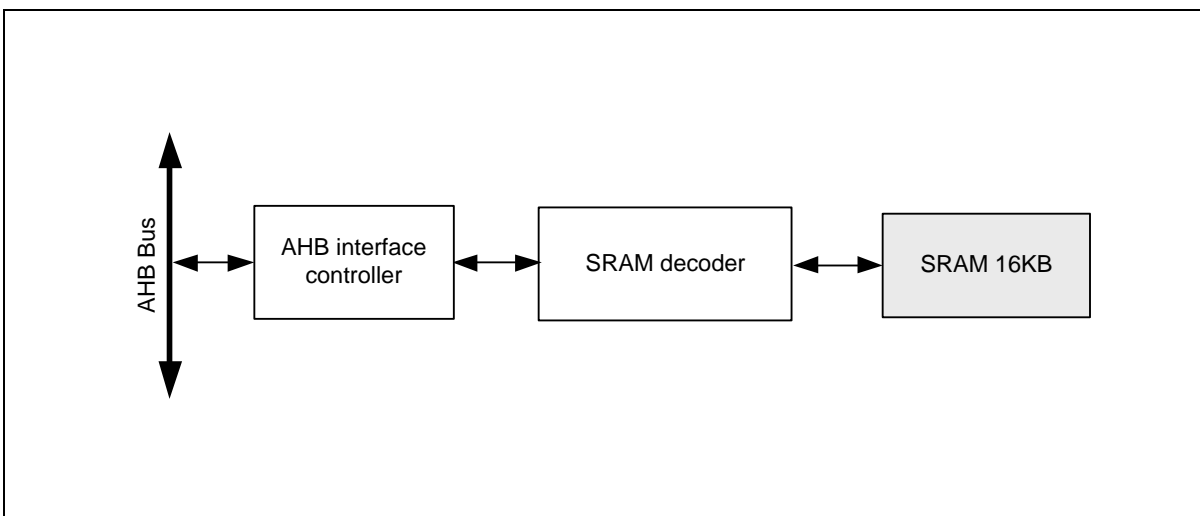 AHB Bus
AHB interface
controller
SRAM decoder
SRAM 16KB